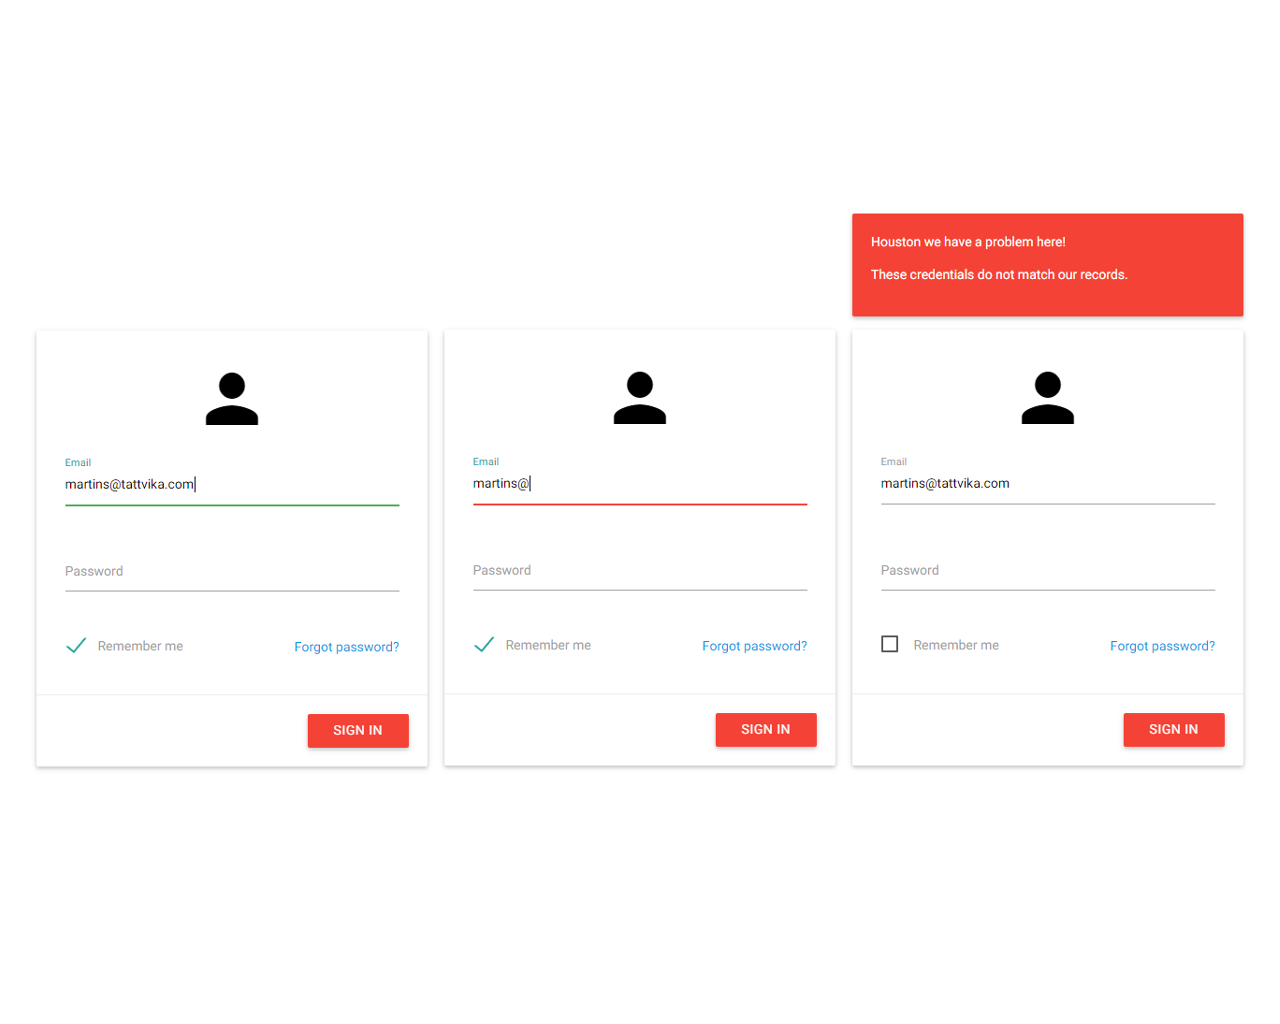 Email
martins@tattvika.com
Password
Remember me
Forgot password?
SIGN IN
Email
martins@
Password
Remember me
Forgot password?
SIGN IN
Houston we have a problem here!
These credentials do not match our records.
Email
martins@tattvika.com
Password
Remember me
Forgot password?
SIGN IN